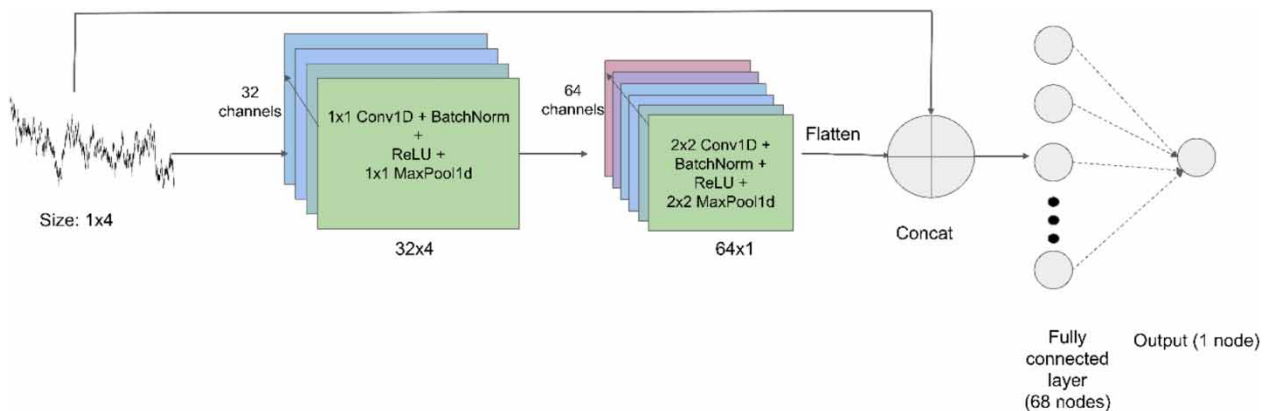 Size: 1x4
32
channels
1x1 Conv1D + BatchNorm
+
ReLU +
1x1 MaxPool1d
32x4
64
channels
2x2 Conv1D +
BatchNorm +
ReLU +
2x2 MaxPool1d
64x1
Flatten
Concat
Fully
connected
layer
(68 nodes)
Output (1 node)